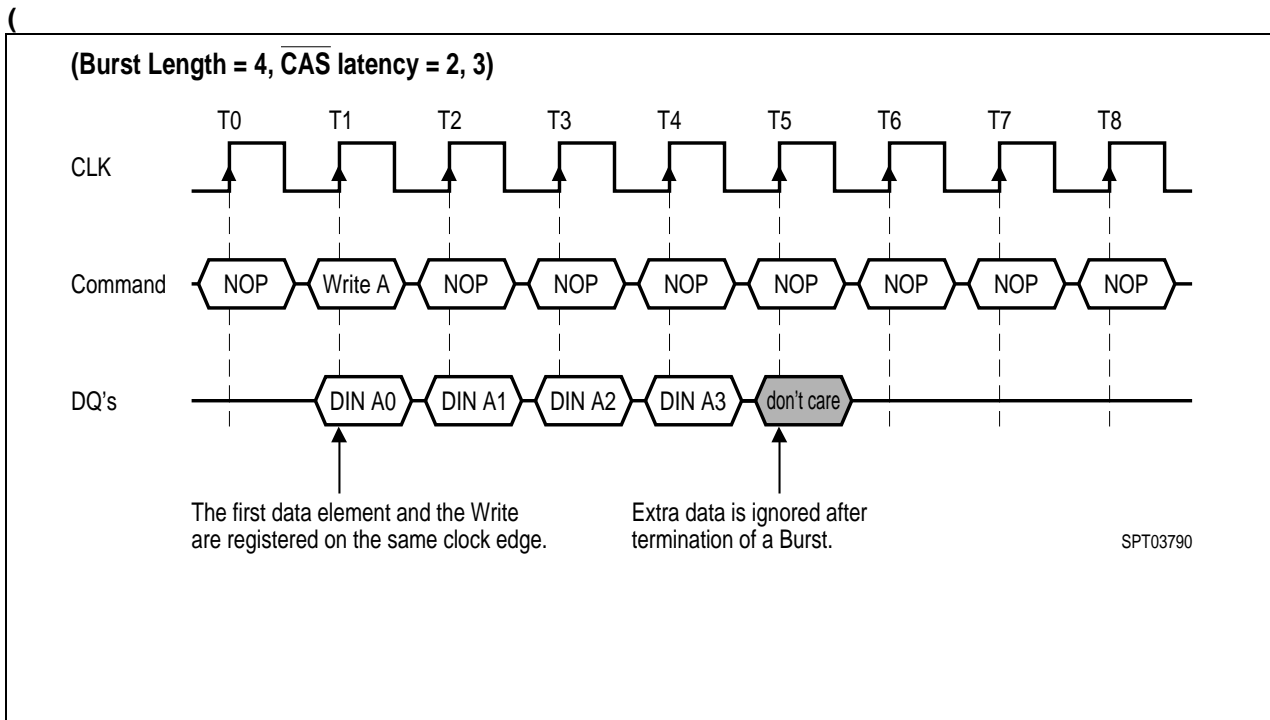 (
(Burst Length = 4, CAS latency = 2, 3)
T0 T1 T2 T3 T4 T5 T6 T7 T8
CLK
Command NOP Write A NOP NOP NOP NOP NOP NOP NOP
DQ's DIN A0 DIN A1 DIN A2 DIN A3 don't care
The first data element and the Write
are registered on the same clock edge.
Extra data is ignored after
termination of a Burst.
SPT03790